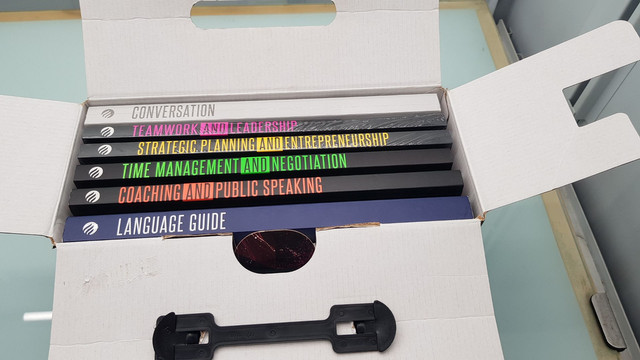 CONVERSATION
TEAMWORK AND LEADERSHIP
STRATEGIC PLANNING AND ENTREPRENEURSHIP
TIME MANAGEMENT AND NEGOTIATION
COACHING AND PUBLIC SPEAKING
LANGUAGE GUIDE